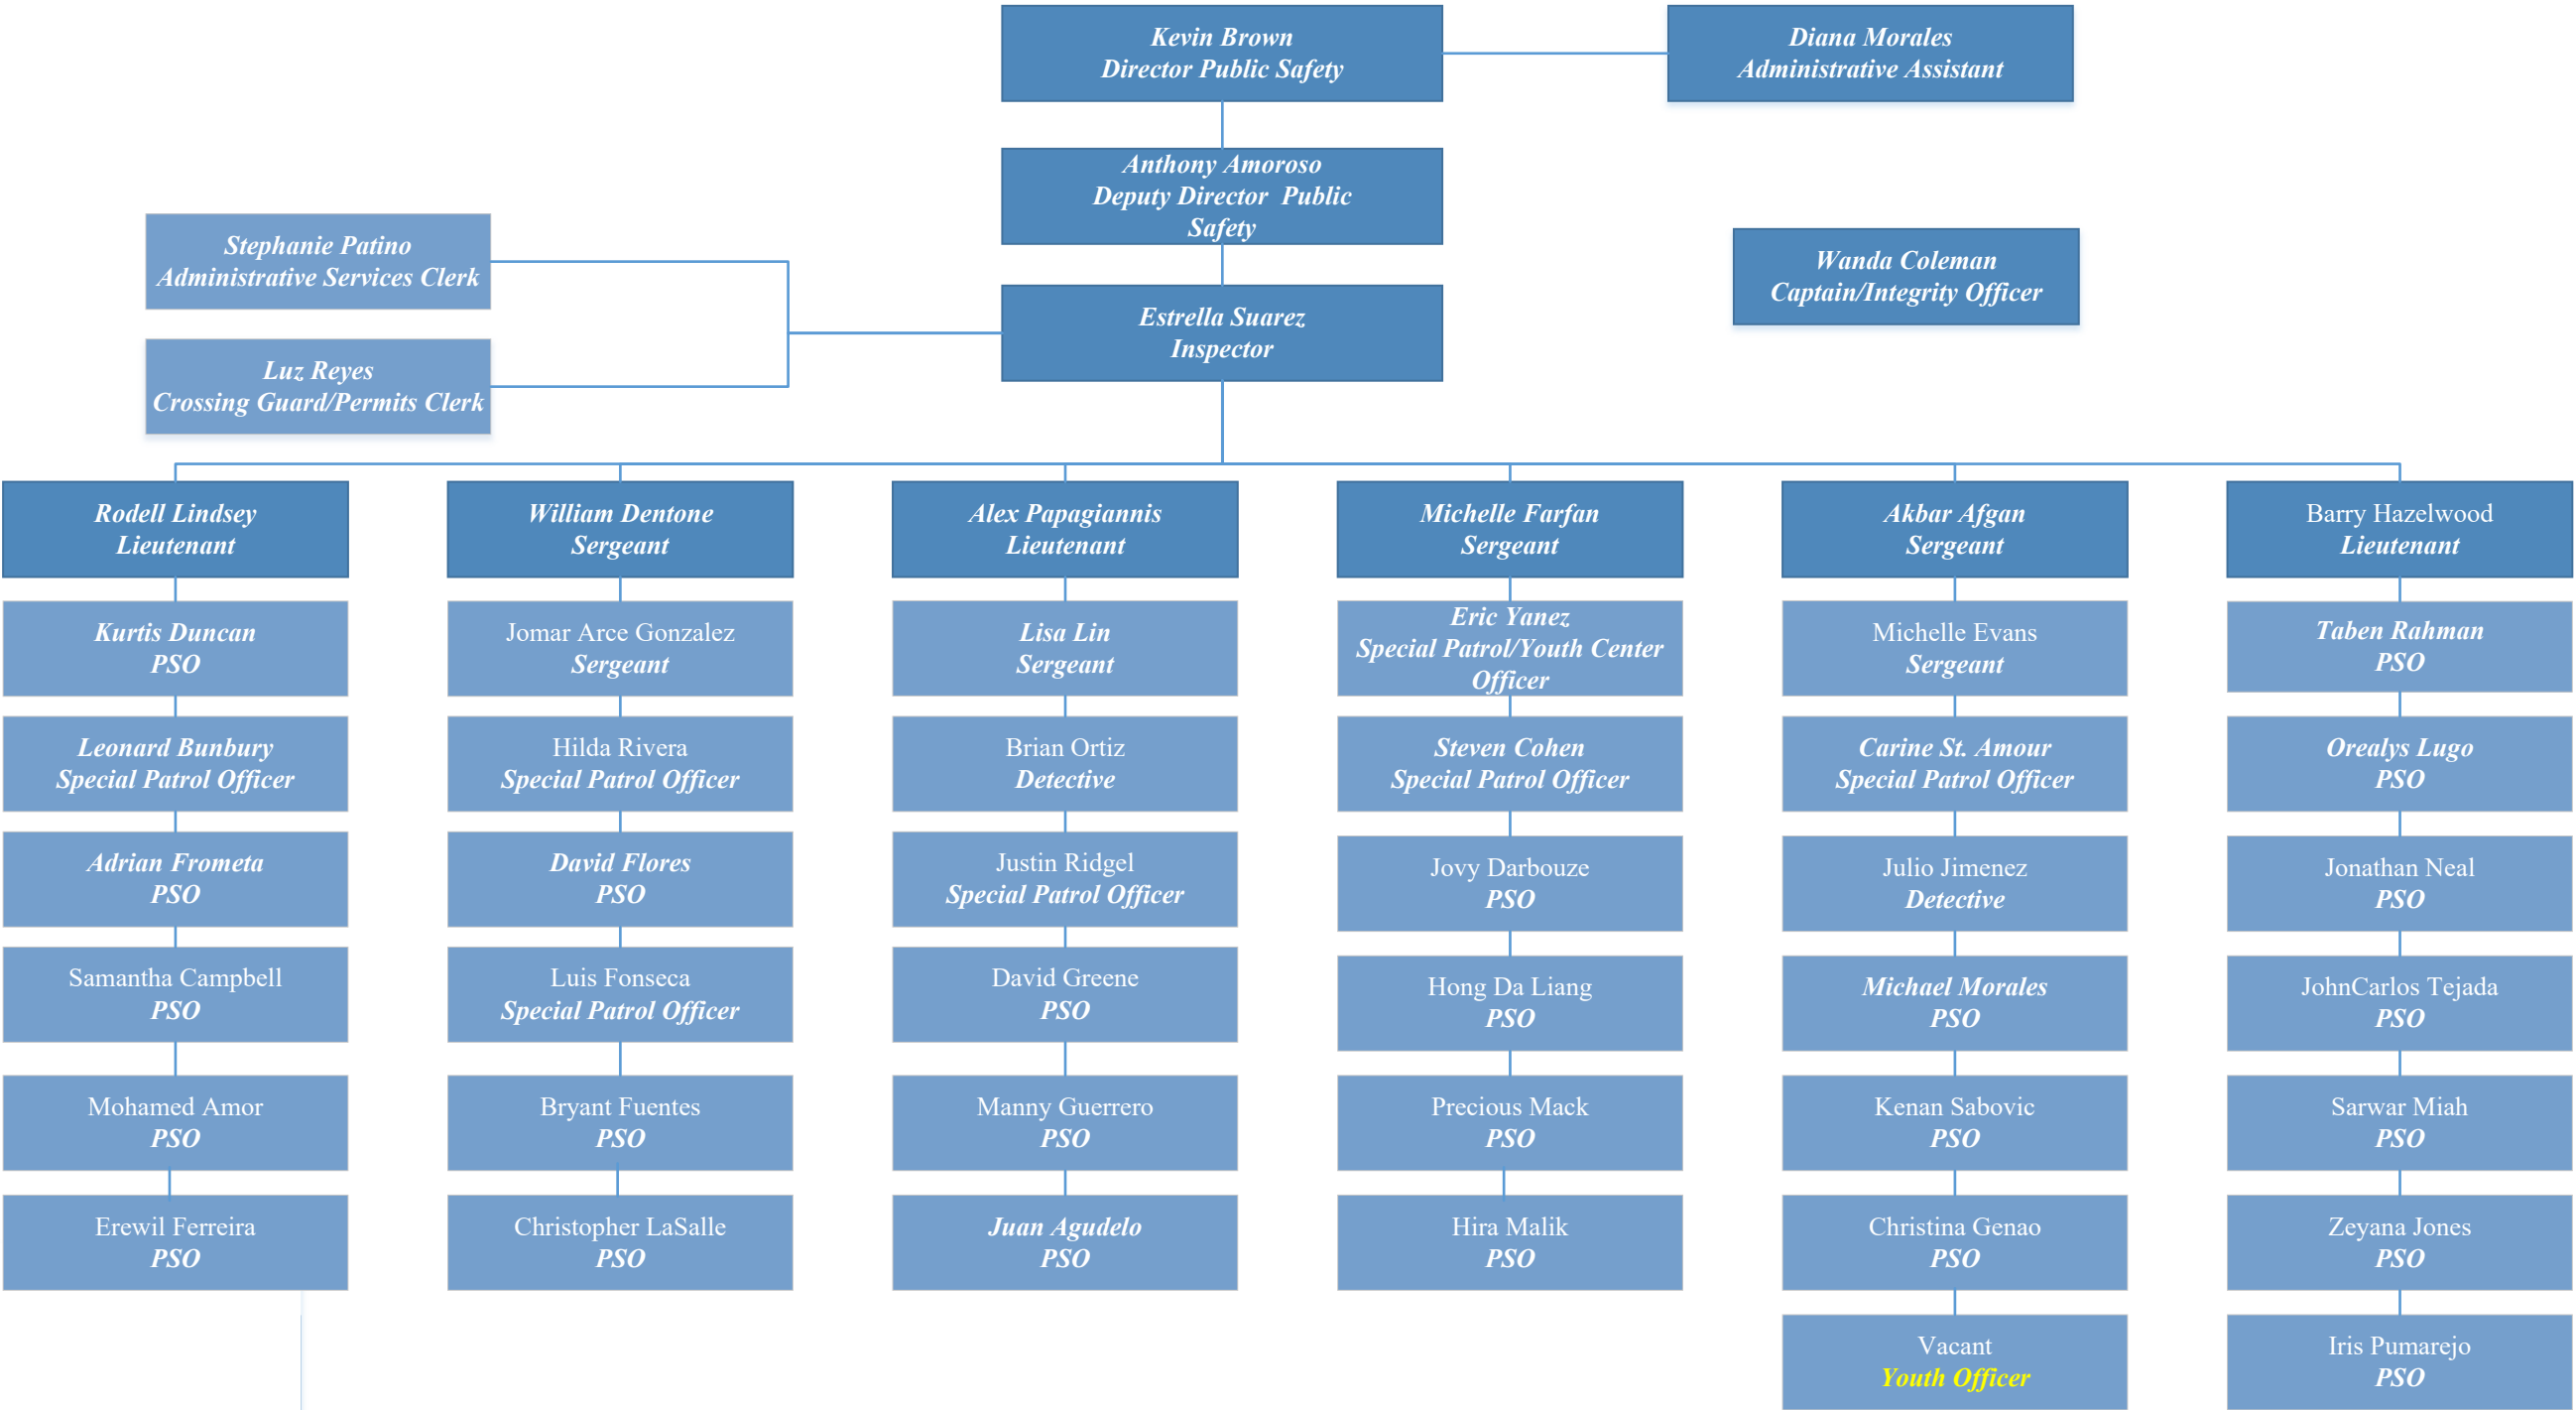 Kevin Brown
Director Public Safety
Diana Morales
Administrative Assistant
Anthony Amoroso
Deputy Director  Public
Safety
Stephanie Patino
Administrative Services Clerk
Wanda Coleman
Captain/Integrity Officer
Estrella Suarez
Inspector
Luz Reyes
Crossing Guard/Permits Clerk
Rodell Lindsey
Lieutenant
Kurtis Duncan
PSO
Leonard Bunbury
Special Patrol Officer
Adrian Frometa
PSO
Samantha Campbell
PSO
Mohamed Amor
PSO
Erewil Ferreira
PSO
William Dentone
Sergeant
Jomar Arce Gonzalez
Sergeant
Hilda Rivera
Special Patrol Officer
David Flores
PSO
Luis Fonseca
Special Patrol Officer
Bryant Fuentes
PSO
Christopher LaSalle
PSO
Alex Papagiannis
Lieutenant
Lisa Lin
Sergeant
Brian Ortiz
Detective
Justin Ridgel
Special Patrol Officer
David Greene
PSO
Manny Guerrero
PSO
Juan Agudelo
PSO
Michelle Farfan
Sergeant
Eric Yanez
Special Patrol/Youth Center
Officer
Steven Cohen
Special Patrol Officer
Jovy Darbouze
PSO
Hong Da Liang
PSO
Precious Mack
PSO
Hira Malik
PSO
Akbar Afgan
Sergeant
Michelle Evans
Sergeant
Carine St. Amour
Special Patrol Officer
Julio Jimenez
Detective
Michael Morales
PSO
Kenan Sabovic
PSO
Christina Genao
PSO
Vacant
Youth Officer
Barry Hazelwood
Lieutenant
Taben Rahman
PSO
Orealys Lugo
PSO
Jonathan Neal
PSO
JohnCarlos Tejada
PSO
Sarwar Miah
PSO
Zeyana Jones
PSO
Iris Pumarejo
PSO